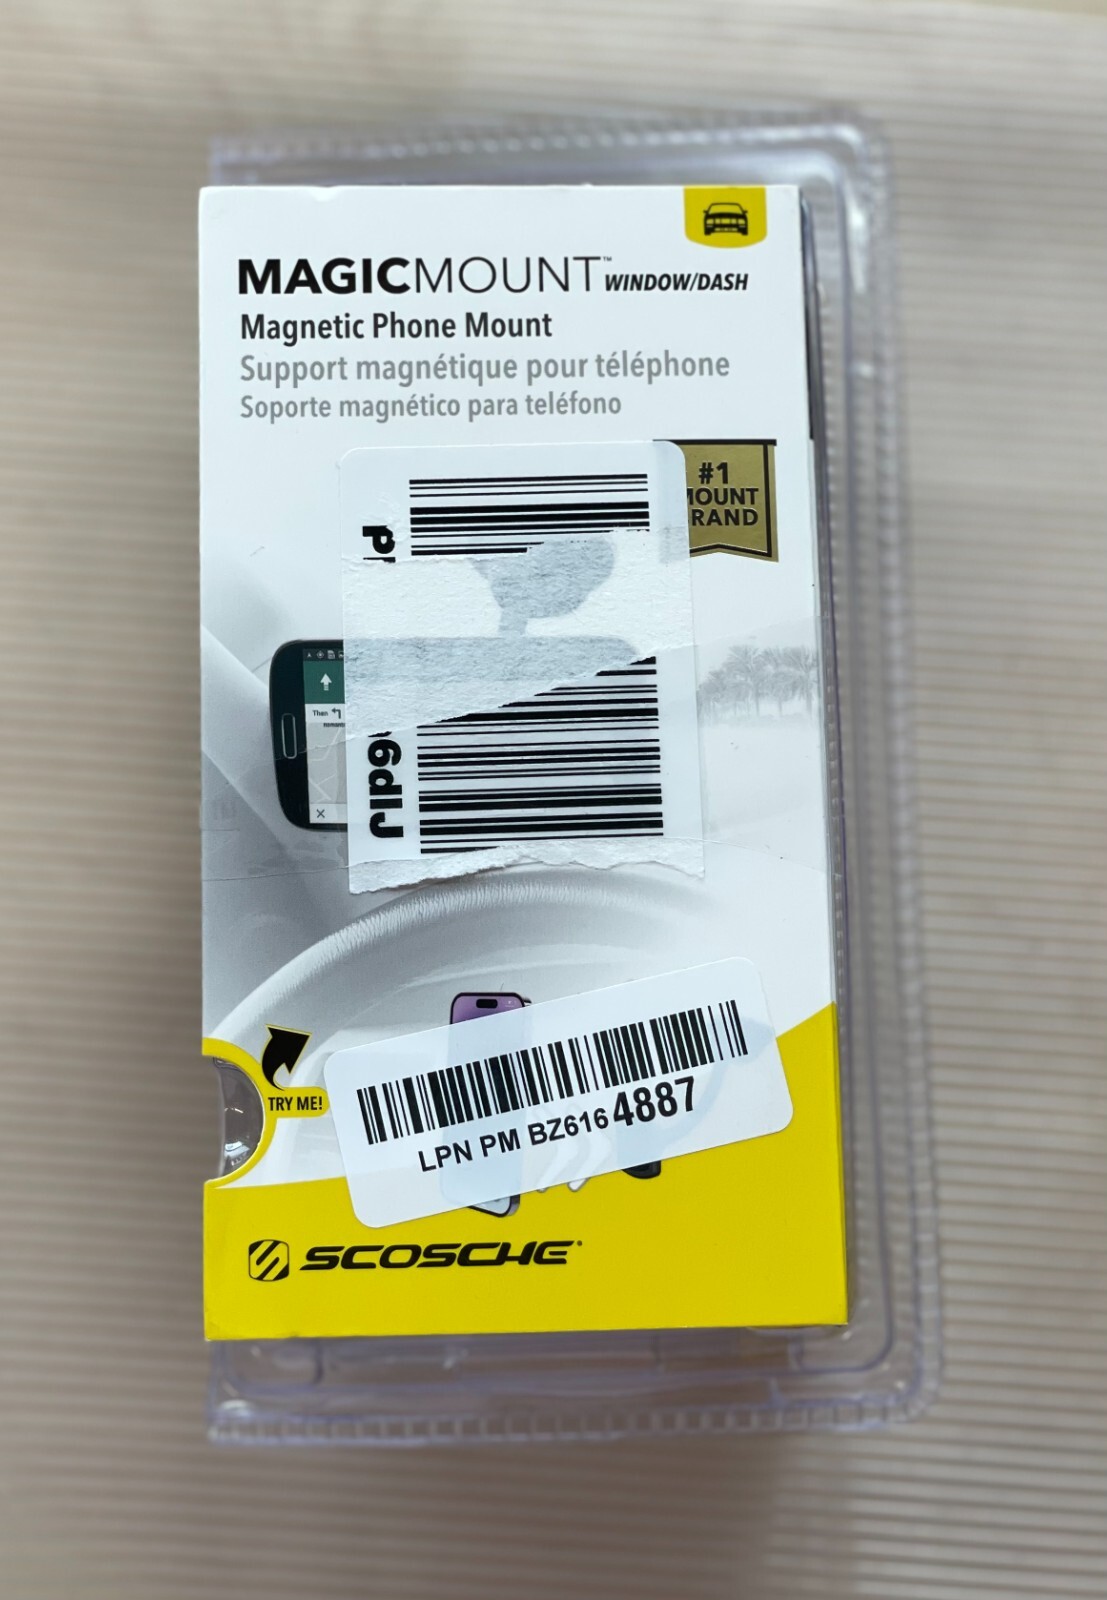 MAGICMOUNT™ WINDOW/DASH
Magnetic Phone Mount
Support magnétique pour téléphone
Soporte magnético para teléfono
#1
MOUNT
BRAND
Then
TRY ME!
LPN PM BZ616 4887
SCOSCHE